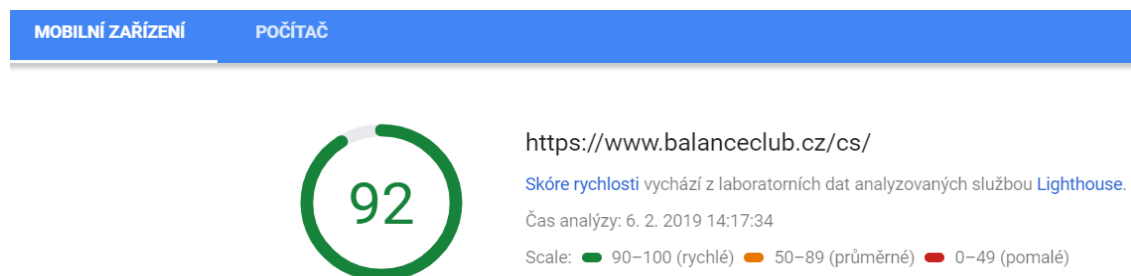 MOBILNÍ ZAŘÍZENÍ POČÍTAČ
92
https://www.balanceclub.cz/cs/
Skóre rychlosti vychází z laboratorních dat analyzovaných službou Lighthouse.
Čas analýzy: 6. 2. 2019 14:17:34
Scale: 90–100 (rychlé) 50–89 (průměrné) 0–49 (pomalé)